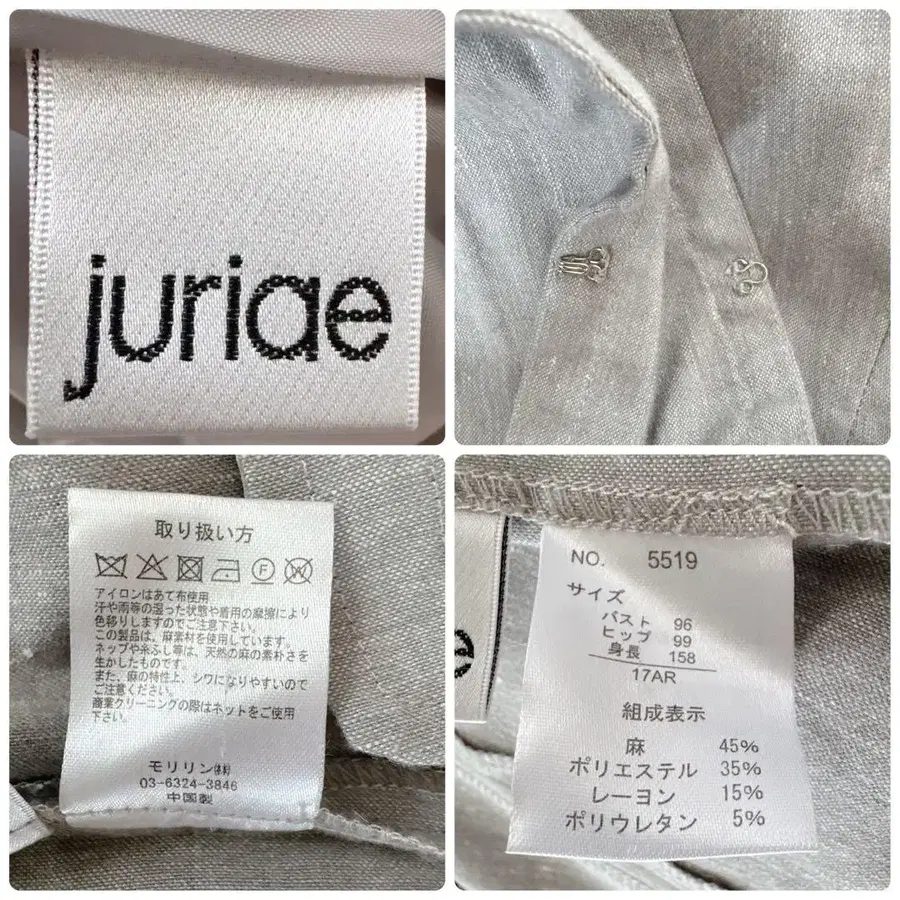 juriae
取り扱い方
F W
アイロンはあて布使用
汗や雨等の湿った状態や着用の摩擦により
色移りしますのでご注意下さい。
この製品は、麻素材を使用しています。
ネップや糸ふし等は、天然の麻の素朴さを
生かしたものです。
また、麻の特性上、シワになりやすいので
ご注意ください。
商業クリーニングの際はネットをご使用
下さい。
モリリン㈱
03-6324-3846
中国製
NO. 5519
サイズ
バスト 96
ヒップ 99
身長 158
17AR
組成表示
麻 45%
ポリエステル 35%
レーヨン 15%
ポリウレタン 5%
e